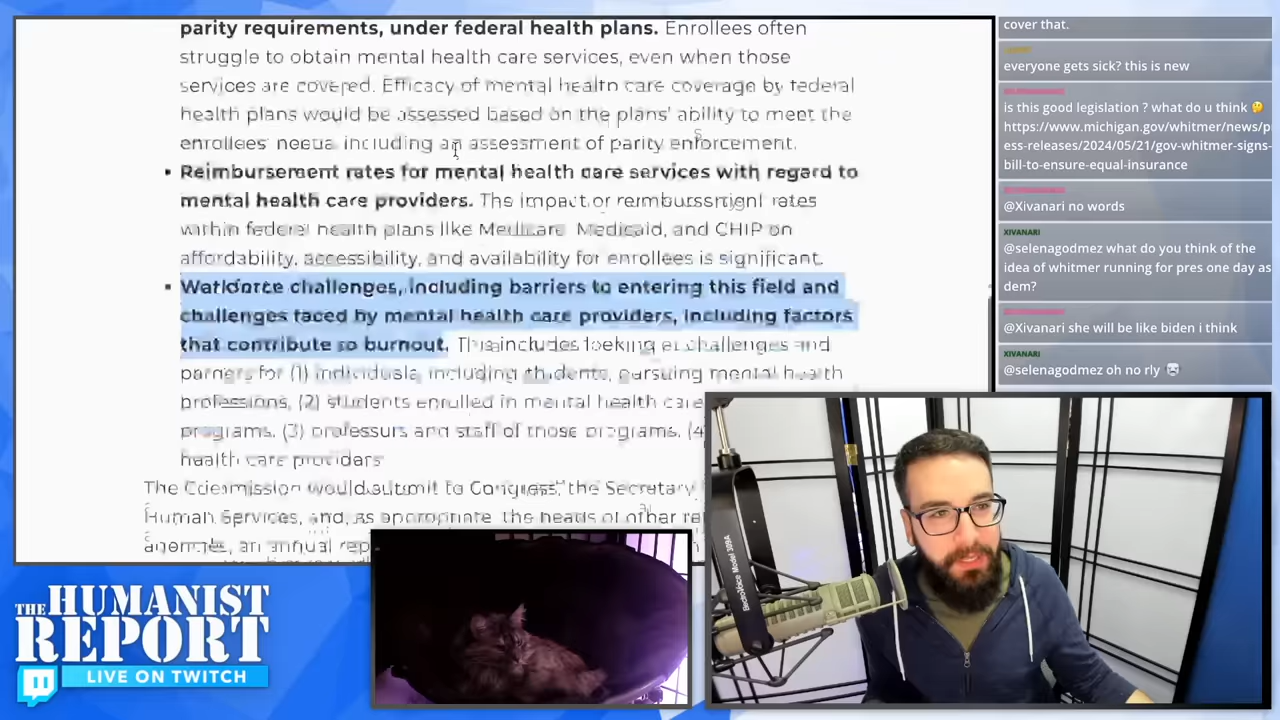 parity requirements, under federal health plans. Enrollees often
struggle to obtain mental health care services, even when those
services are covered. Efficacy of mental health care coverage by federal
health plans would be assessed based on the plans' ability to meet the
enrollees' including an assessment of parity enforcement.
Reimbursement rates for mental health care services with regard to
mental health care providers. The impact of rates
within federal health plans like Medicare, Medicaid, and CHIP on
affordability, accessibility, and availability for enrollees is significant.
Workforce challenges, including barriers to entering this field and
challenges faced by mental health care providers, including factors
that contribute to burnout. This includes looking at challenges and
for (1) individuals, including students, pursuing mental health
professions, (2) students enrolled in mental health care
programs, (3) professors and staff of those programs, (4
health care providers
The Commission would submit to Congress, the Secretary
Human Services, and, as appropriate, the heads of other
an annual
cover that.
everyone gets sick? this is new
is this good legislation ? what do u think 🤔
https://www.michigan.gov/whitmer/news/p
ess-releases/2024/05/21/gov-whitmer-signs-
bill-to-ensure-equal-insurance
@Xivanari no words
XIVANARI
@selenagodmez what do you think of the
idea of whitmer running for pres one day as
dem?
@Xivanari she will be like biden i think
XIVANARI
@selenagodmez oh no rly 😭
THE HUMANIST
REPORT
LIVE ON TWITCH
ElectroVoice Model 309A